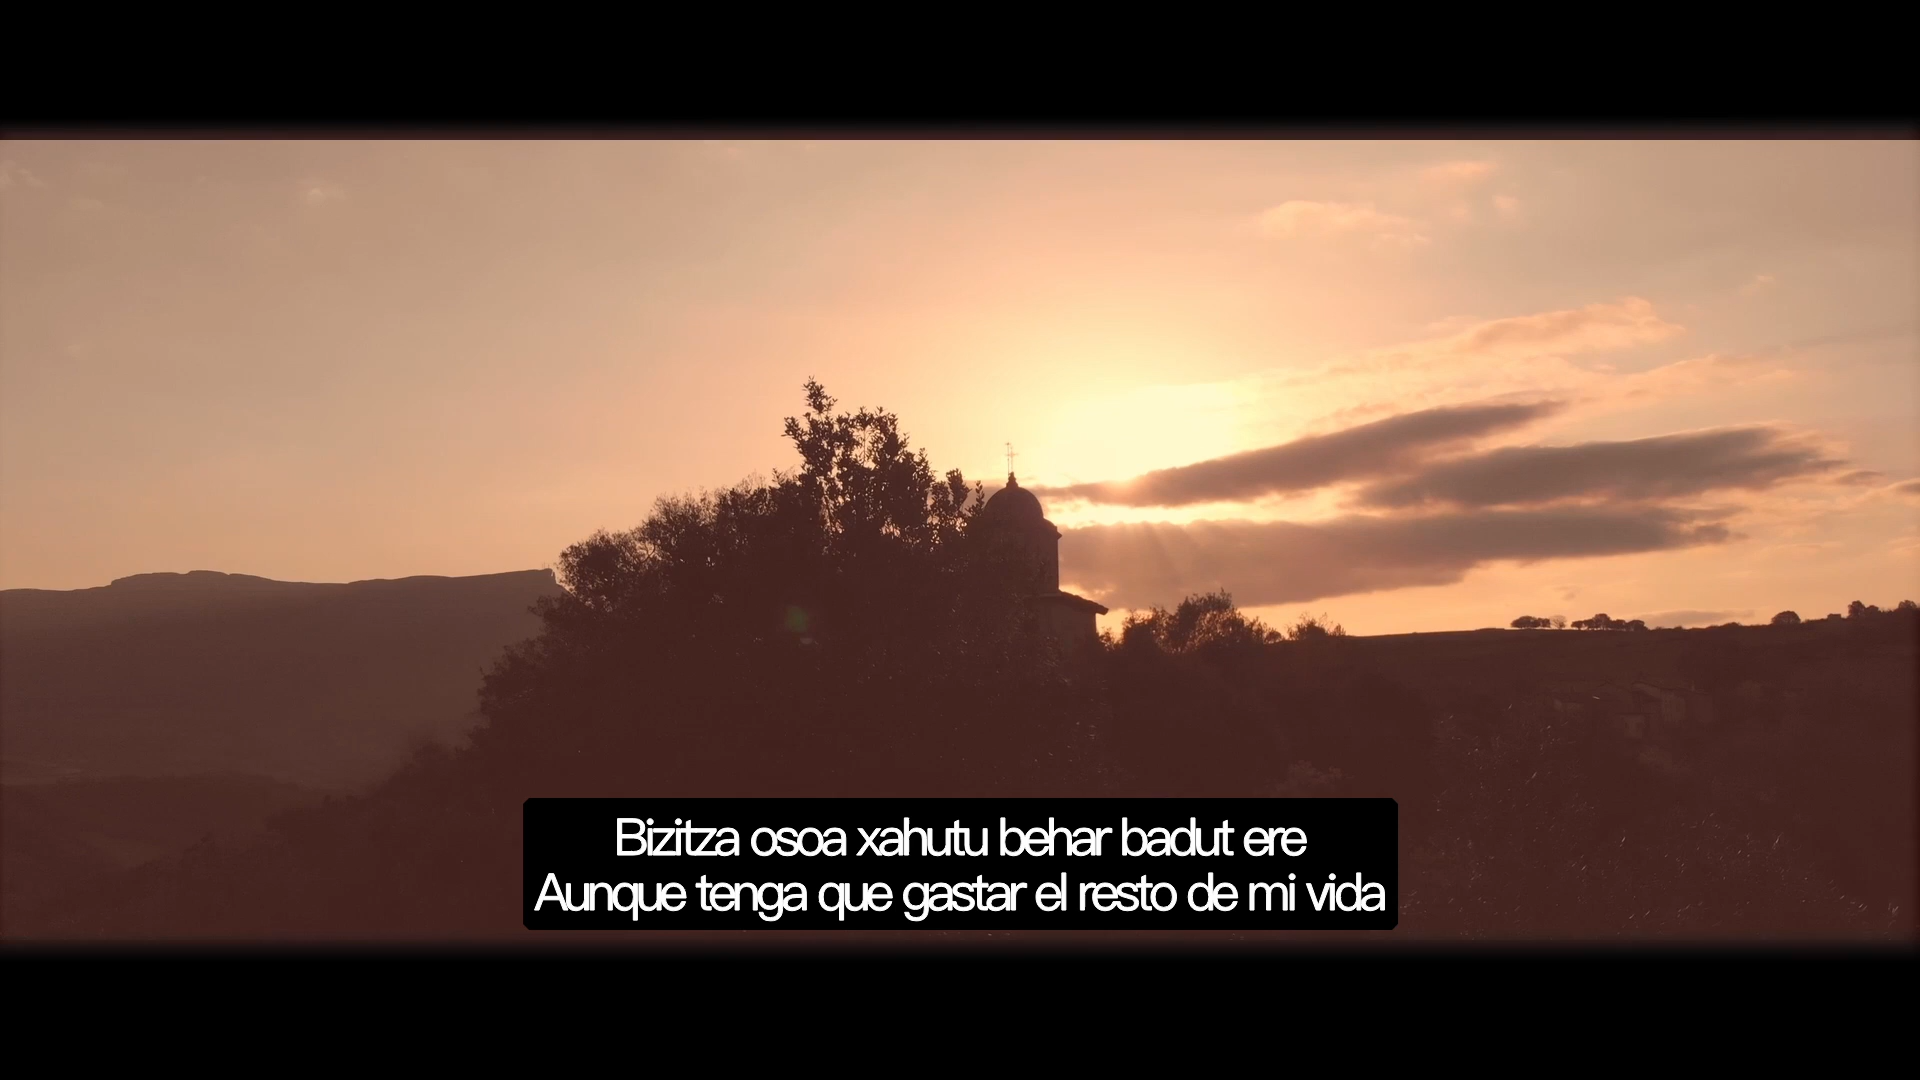 Bizitza osoa xahutu behar badut ere
Aunque tenga que gastar el resto de mi vida